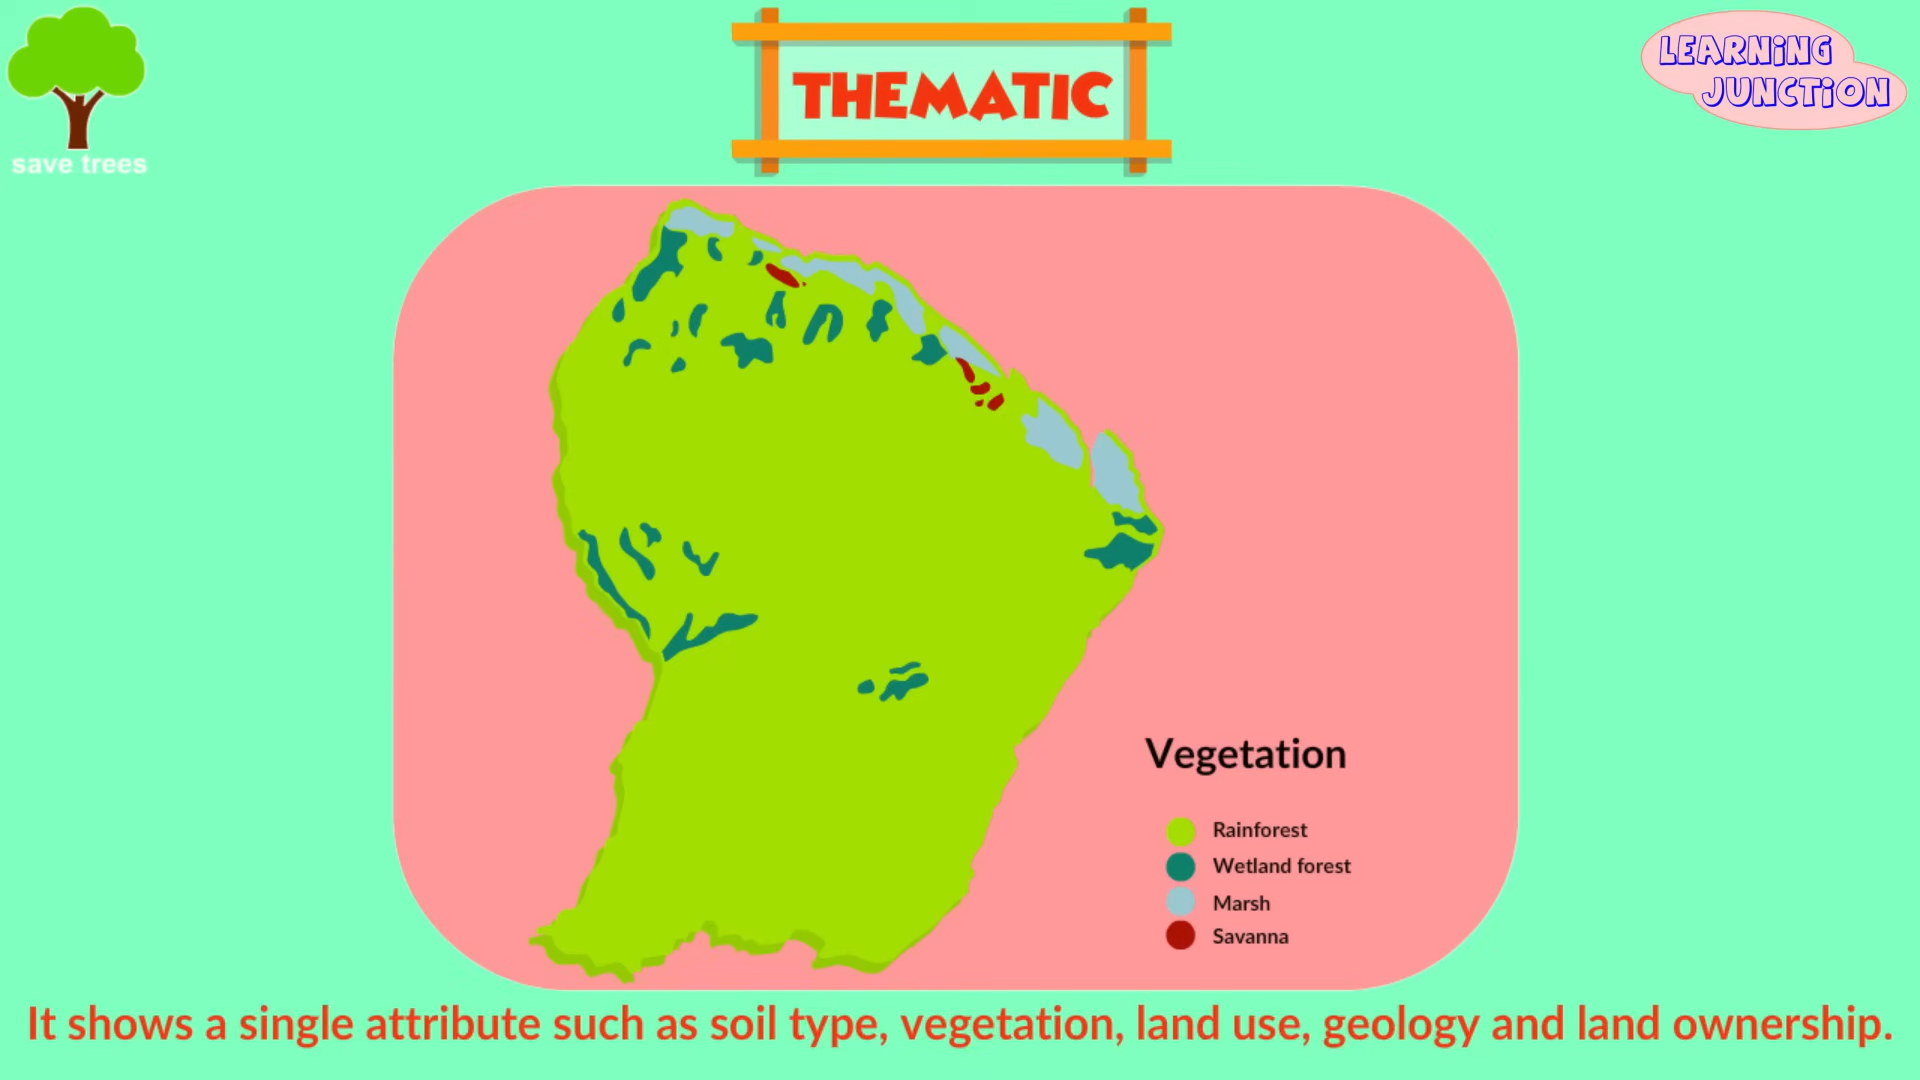 save trees
THEMATIC
LEARNiNG
JUNCTiON
Vegetation
Rainforest
Wetland forest
Marsh
Savanna
It shows a single attribute such as soil type, vegetation, land use, geology and land ownership.